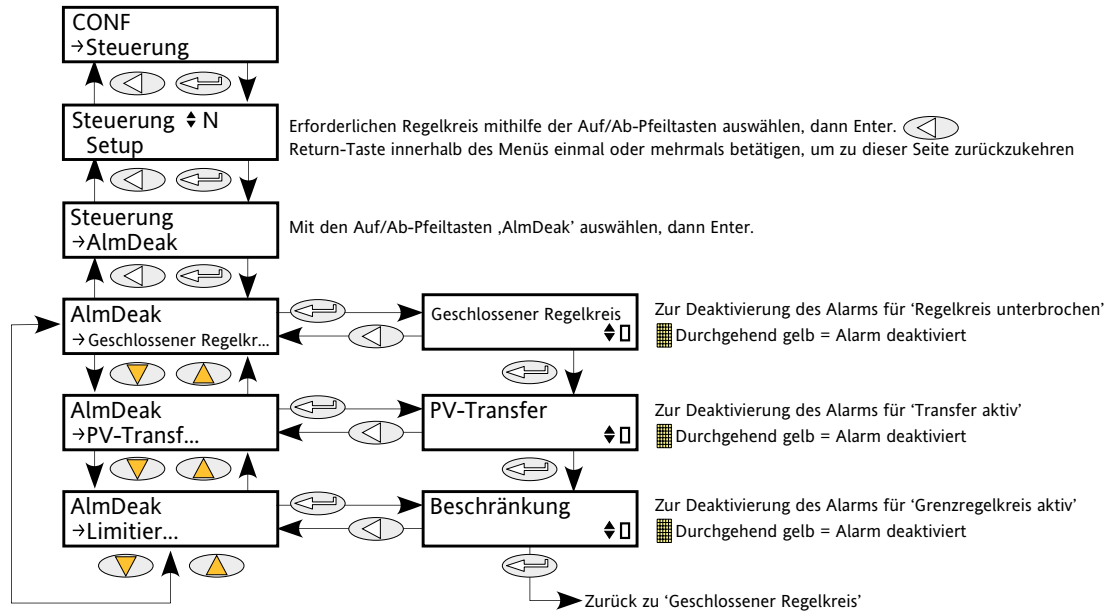 CONF
→Steuerung
Steuerung N
Setup
Erforderlichen Regelkreis mithilfe der Auf/Ab-Pfeiltasten auswählen, dann Enter.
Return-Taste innerhalb des Menüs einmal oder mehrmals betätigen, um zu dieser Seite zurückzukehren
Steuerung
→AlmDeak
Mit den Auf/Ab-Pfeiltasten ‚AlmDeak’ auswählen, dann Enter.
AlmDeak
→Geschlossener Regelkr...
Geschlossener Regelkreis
Zur Deaktivierung des Alarms für ‘Regelkreis unterbrochen’
Durchgehend gelb = Alarm deaktiviert
AlmDeak
→PV-Transf...
PV-Transfer
Zur Deaktivierung des Alarms für ‘Transfer aktiv’
Durchgehend gelb = Alarm deaktiviert
AlmDeak
→Limitier...
Beschränkung
Zur Deaktivierung des Alarms für ‘Grenzregelkreis aktiv’
Durchgehend gelb = Alarm deaktiviert
Zurück zu ‘Geschlossener Regelkreis’